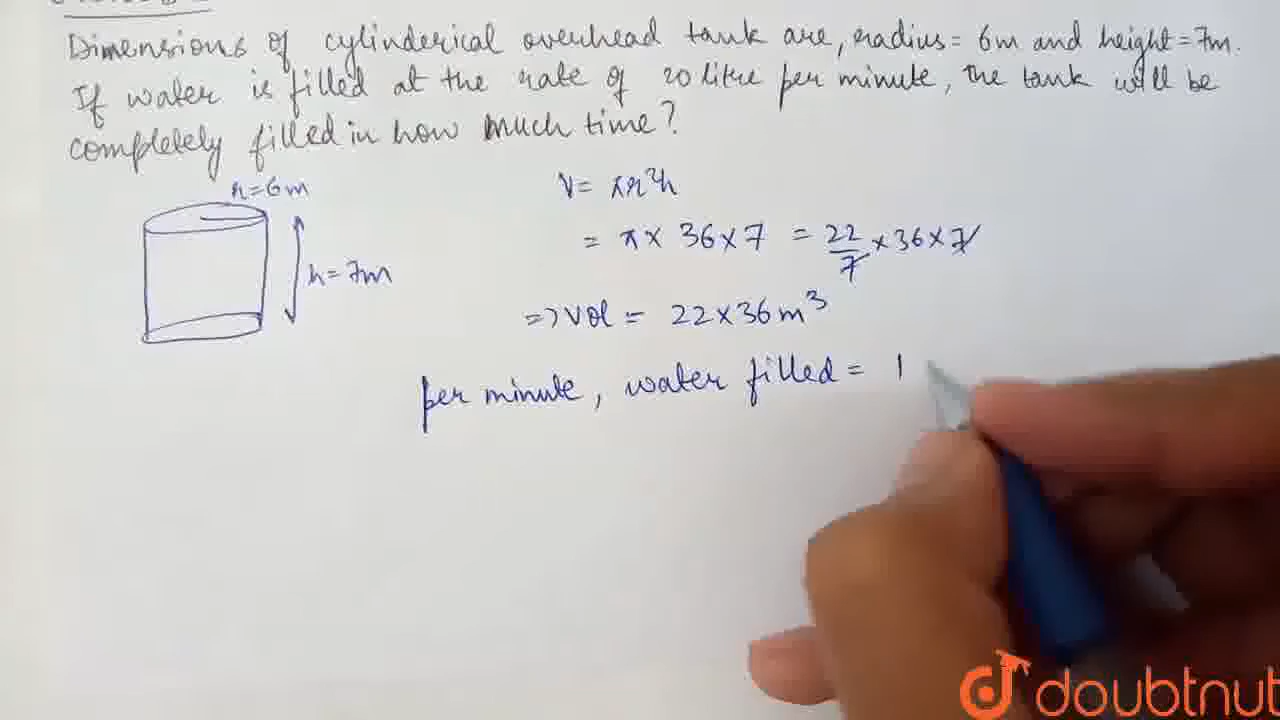 Dimensions of cylinderical overhead tank are, radius = 6m and height = 7m.
If water is filled at the rate of 20 litre per minute, the tank will be
completely filled in how much time?
r=6m
h=7m
V= πr²h
= π× 36×7 = 22/7 ×36×7
=> Vol = 22×36m³
per minute, water filled = 1
doubtnut